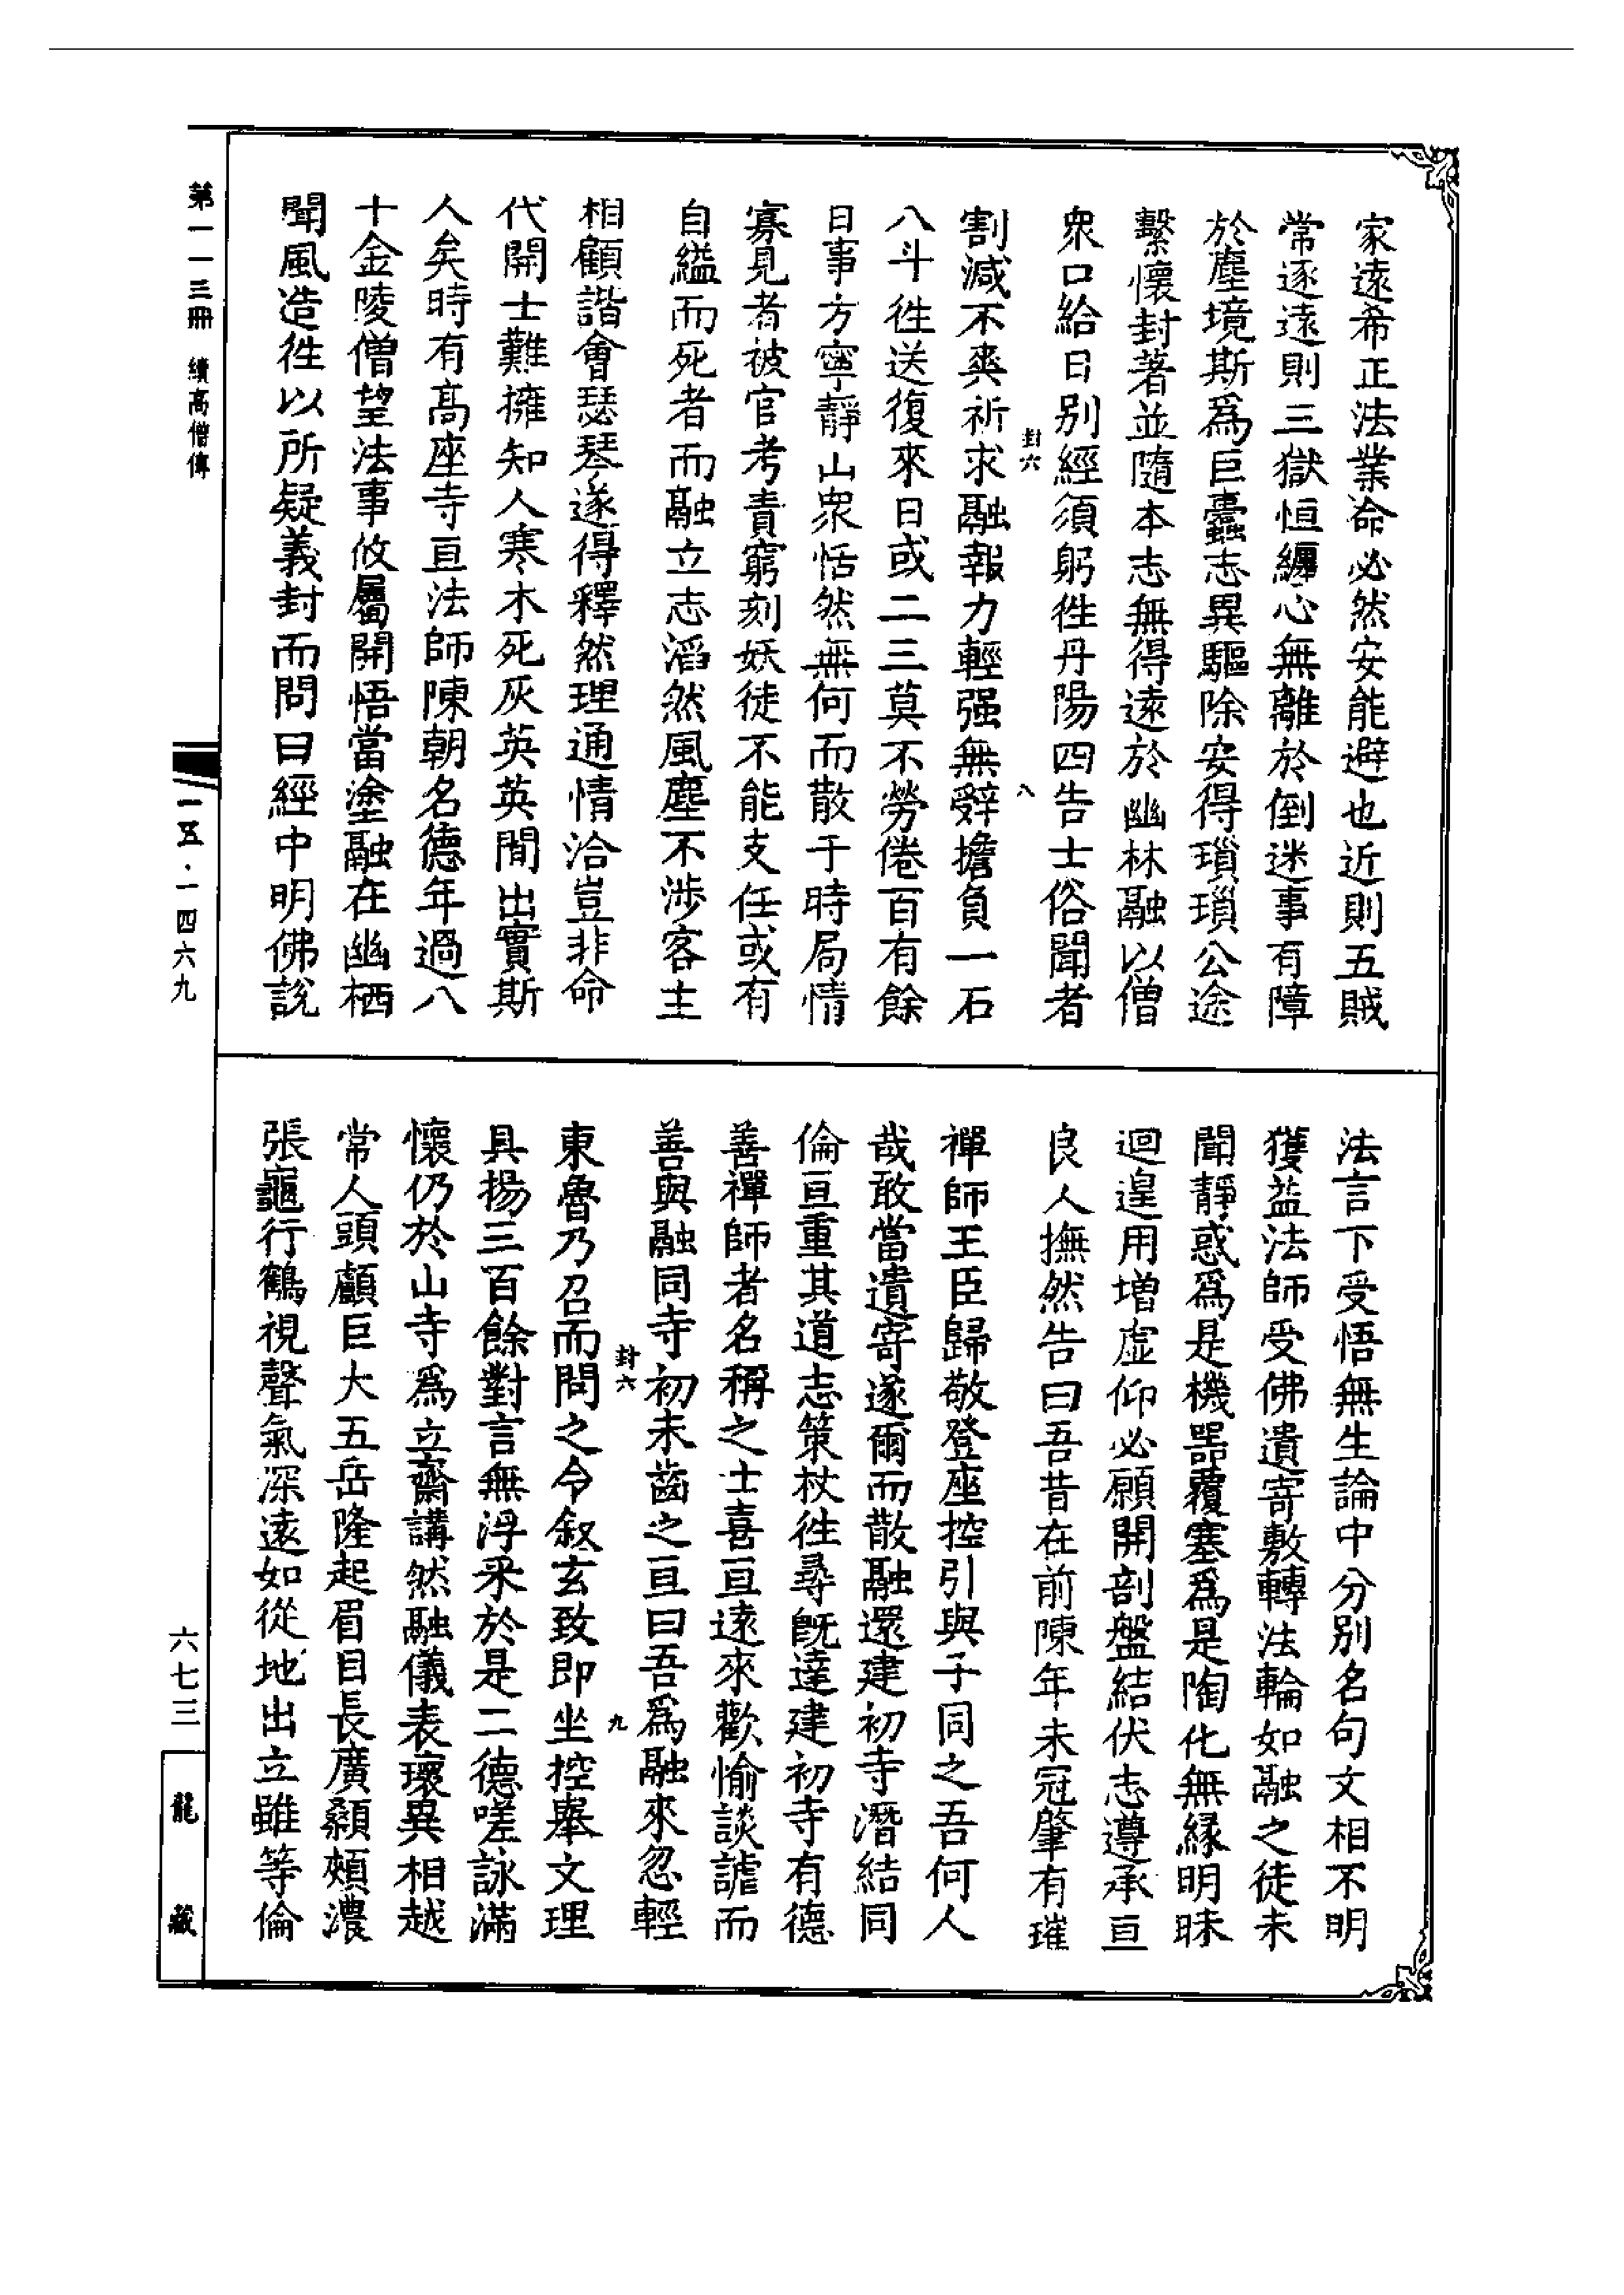 家遠希正法業命必然安能避也近則五賊
常逐遠則三獄恒纏心無離於倒迷事有障
於塵境斯爲巨蠹志異驅除安得瑣瑣公途
繫懷封著並隨本志無得遠於幽林融以僧
衆口給日別經須躬徃丹陽四告士俗聞者
封六 八
割減不爽祈求融報力輕强無辤擔負一石
八斗徃送復來日或二三莫不勞倦百有餘
日事方寧靜山衆恬然無何而散于時局情
寡見者被官考責窮刻妖徒不能支任或有
自縊而死者而融立志滔然風塵不涉客主
相顧諧會瑟琴遂得釋然理通情洽豈非命
代開士難擁知人寒木死灰英英間出實斯
人矣時有高座寺亘法師陳朝名德年過八
十金陵僧望法事攸屬開悟當塗融在幽栖
聞風造徃以所疑義封而問曰經中明佛說
法言下受悟無生論中分別名句文相不明
獲益法師受佛遺寄敷轉法輪如融之徒未
聞靜惑爲是機器覆塞爲是陶化無緣明昧
迴遑用增虛仰必願開剖盤結伏志遵承亘
良人撫然告曰吾昔在前陳年未冠肇有璀
禪師王臣歸敬登座控引與子同之吾何人
哉敢當遺寄遂爾而散融還建初寺潛結同
倫亘重其道志策杖徃尋旣達建初寺有德
善禪師者名稱之士喜亘遠來歡愉談謔而
善與融同寺初未齒之亘曰吾爲融來忽輕
封六 九
東魯乃召而問之令叙玄致即坐控舉文理
具揚三百餘對言無浮釆於是二德嗟詠滿
懷仍於山寺爲立齋講然融儀表瓌異相越
常人頭顱巨大五岳隆起眉目長廣顙頰濃
張龜行鶴視聲氣深遠如從地出立雖等倫
第一一三冊 續高僧傳
一五·一四六九
六七三
龍藏